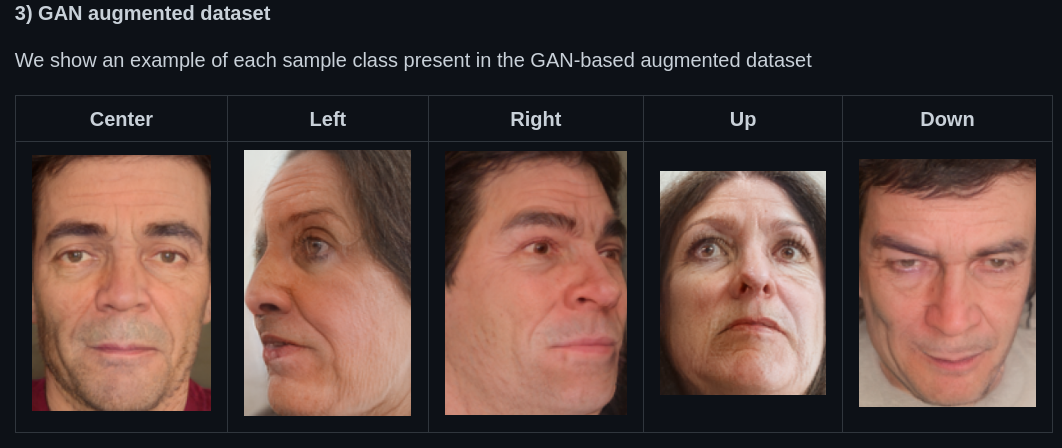 3) GAN augmented dataset
We show an example of each sample class present in the GAN-based augmented dataset
Center Left Right Up Down